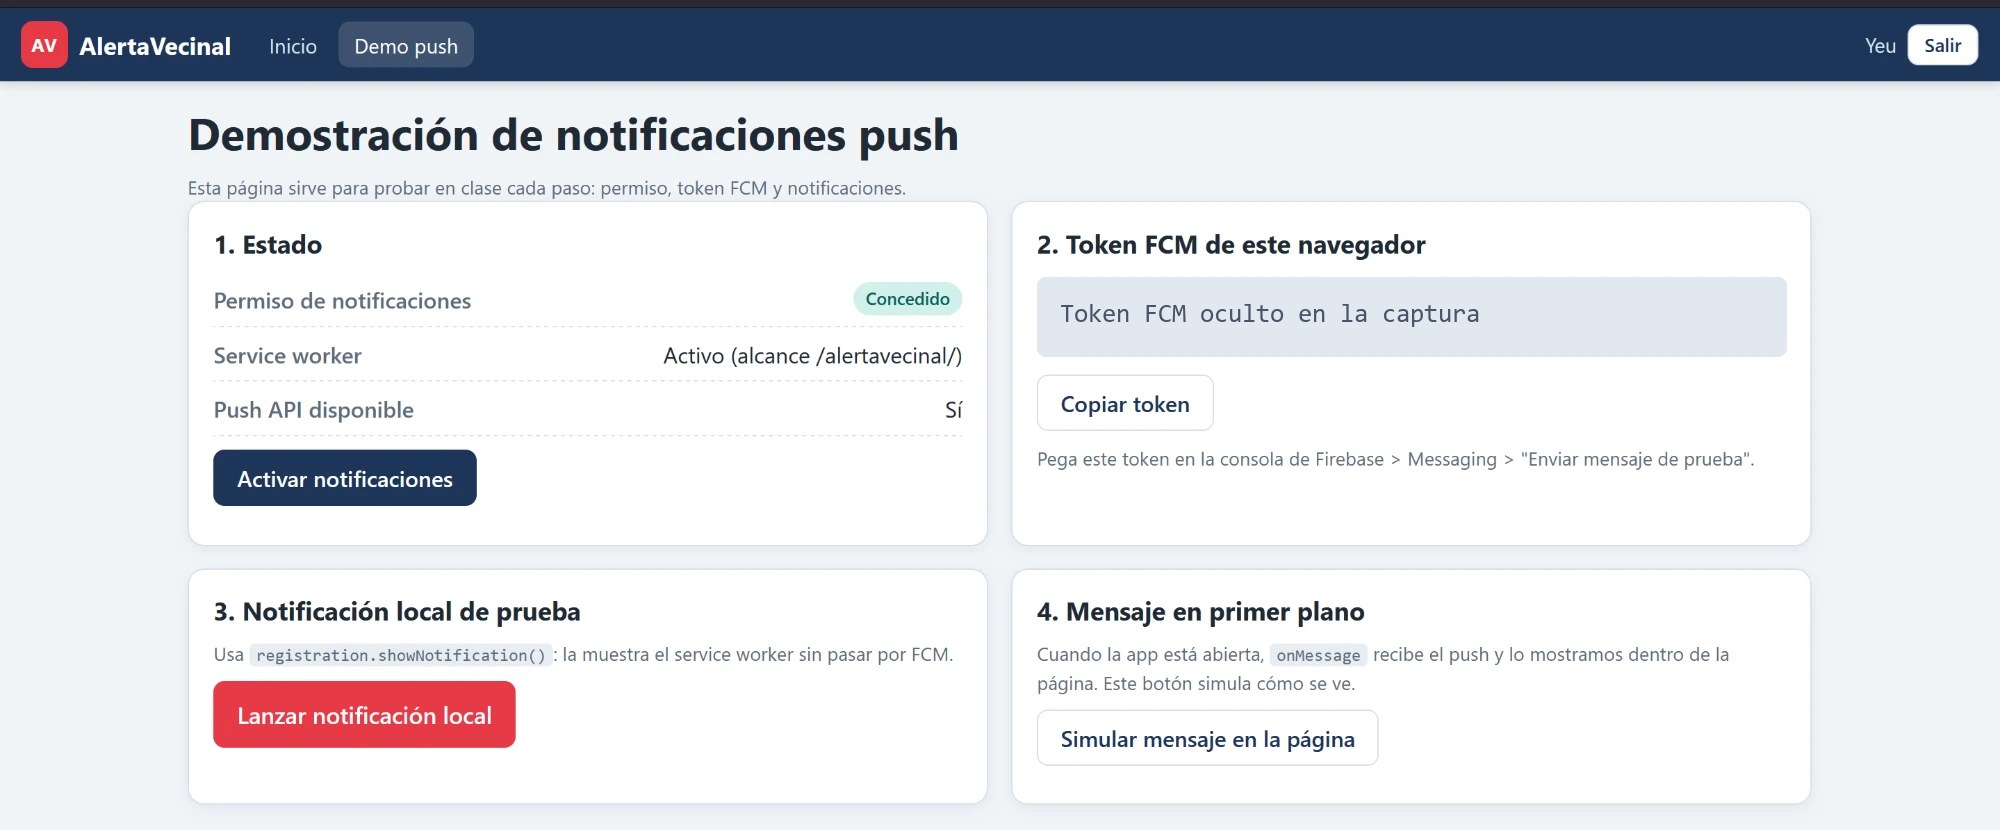 AV AlertaVecinal Inicio Demo push Yeu Salir
Demostración de notificaciones push
Esta página sirve para probar en clase cada paso: permiso, token FCM y notificaciones.
1. Estado
Permiso de notificaciones Concedido
Service worker Activo (alcance /alertavecinal/)
Push API disponible Sí
Activar notificaciones
2. Token FCM de este navegador
Token FCM oculto en la captura
Copiar token
Pega este token en la consola de Firebase > Messaging > "Enviar mensaje de prueba".
3. Notificación local de prueba
Usa registration.showNotification(): la muestra el service worker sin pasar por FCM.
Lanzar notificación local
4. Mensaje en primer plano
Cuando la app está abierta, onMessage recibe el push y lo mostramos dentro de la
página. Este botón simula cómo se ve.
Simular mensaje en la página